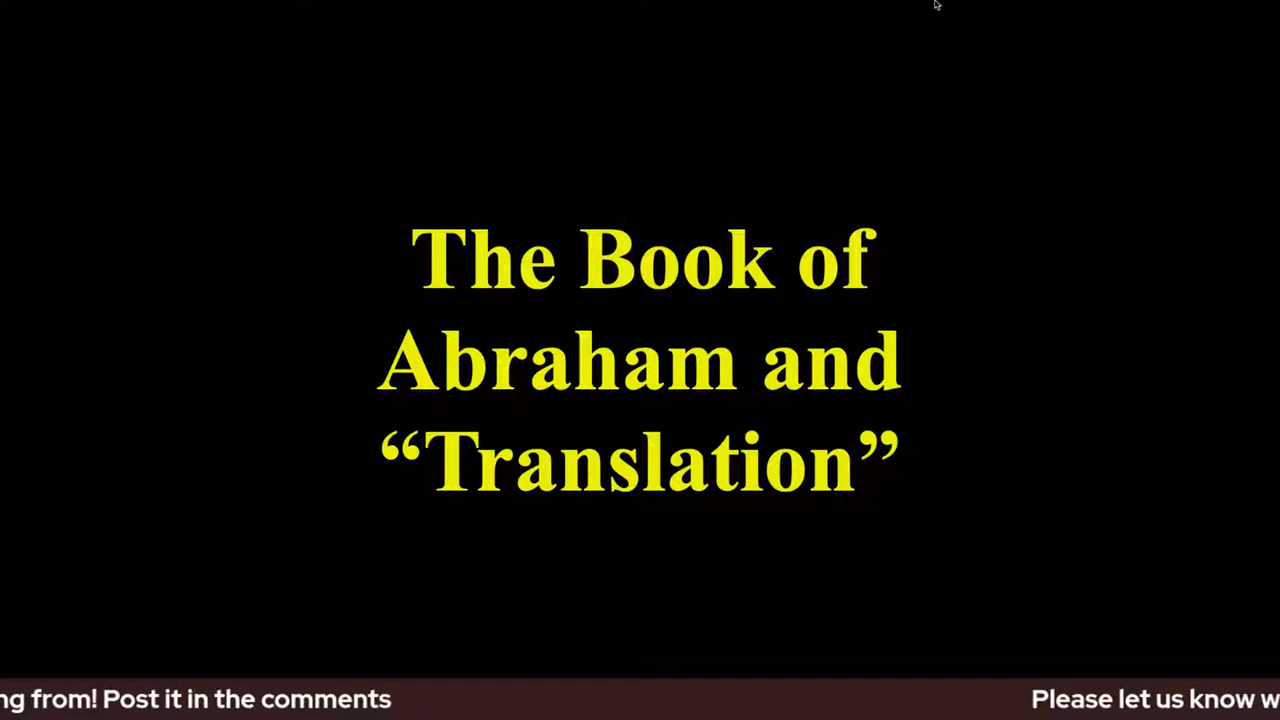 The Book of
Abraham and
“Translation”
ng from! Post it in the comments
Please let us know w